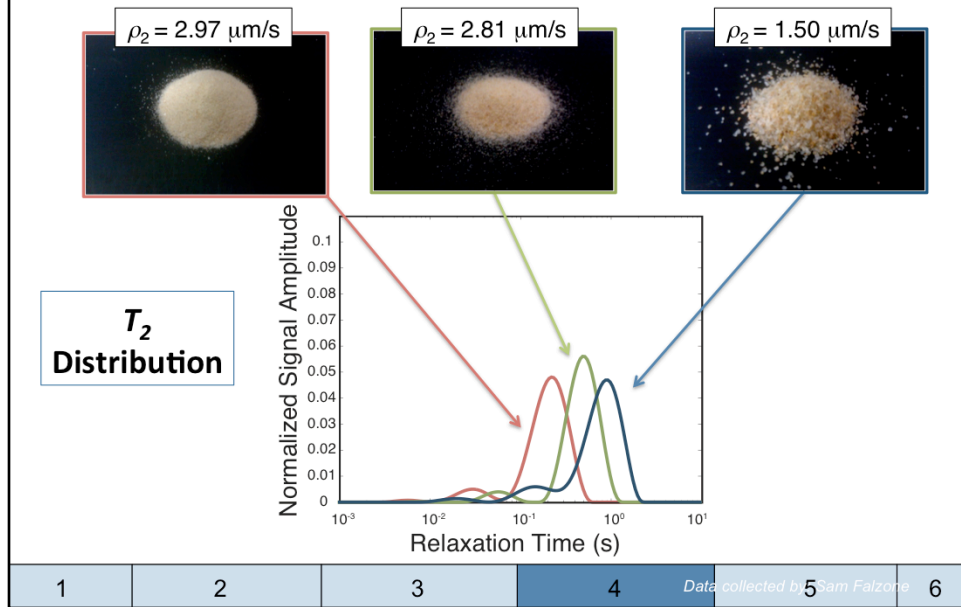 ρ₂ = 2.97 μm/s
ρ₂ = 2.81 μm/s
ρ₂ = 1.50 μm/s
T₂
Distribution
Normalized Signal Amplitude
0.1
0.09
0.08
0.07
0.06
0.05
0.04
0.03
0.02
0.01
0
10⁻³
10⁻²
10⁻¹
10⁰
10¹
Relaxation Time (s)
1
2
3
4
5
6
Data collected by Sam Falzone